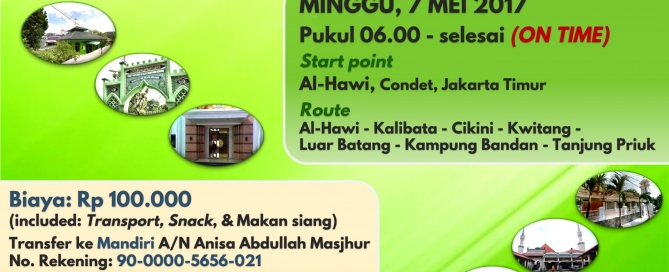 MINGGU, 7 MEI 2017
Pukul 06.00 - selesai (ON TIME)
Start point
Al-Hawi, Condet, Jakarta Timur
Route
Al-Hawi - Kalibata - Cikini - Kwitang -
Luar Batang - Kampung Bandan - Tanjung Priuk
Biaya: Rp 100.000
(included: Transport, Snack, & Makan siang)
Transfer ke Mandiri A/N Anisa Abdullah Masjhur
No. Rekening: 90-0000-5656-021